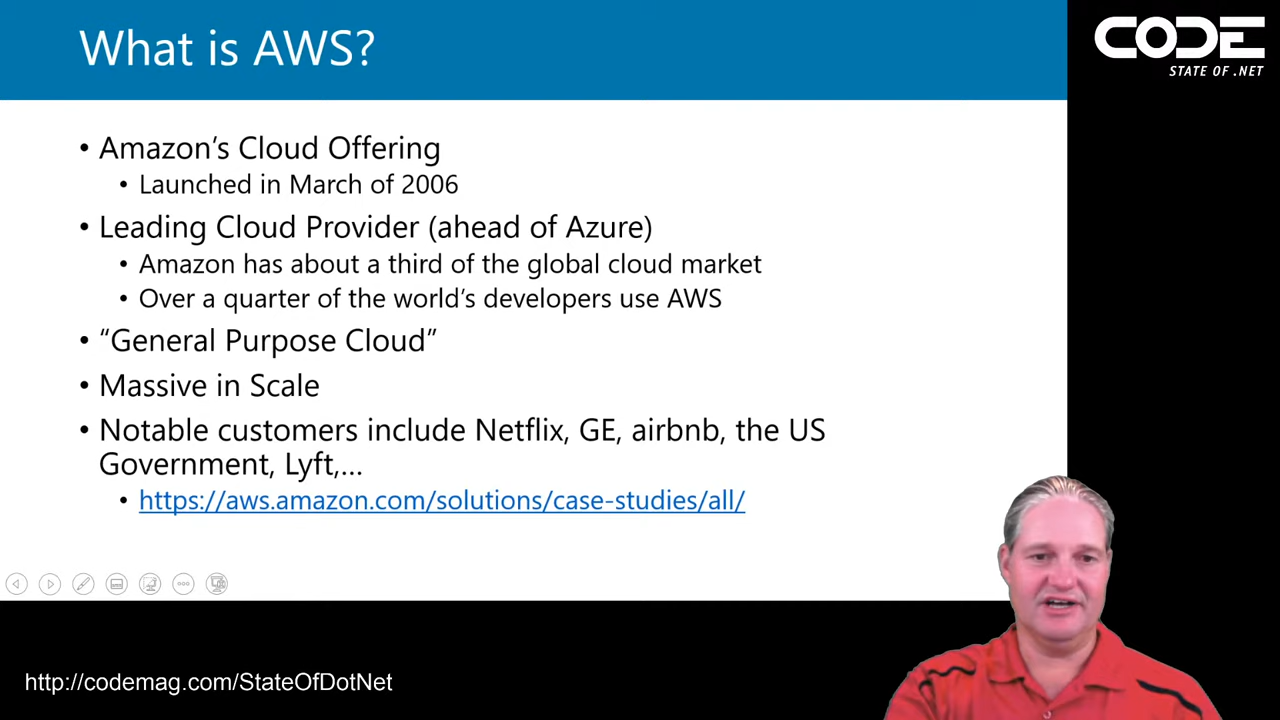 What is AWS?
CODE
STATE OF .NET
• Amazon’s Cloud Offering
• Launched in March of 2006
• Leading Cloud Provider (ahead of Azure)
• Amazon has about a third of the global cloud market
• Over a quarter of the world’s developers use AWS
• “General Purpose Cloud”
• Massive in Scale
• Notable customers include Netflix, GE, airbnb, the US
Government, Lyft,...
• https://aws.amazon.com/solutions/case-studies/all/
http://codemag.com/StateOfDotNet